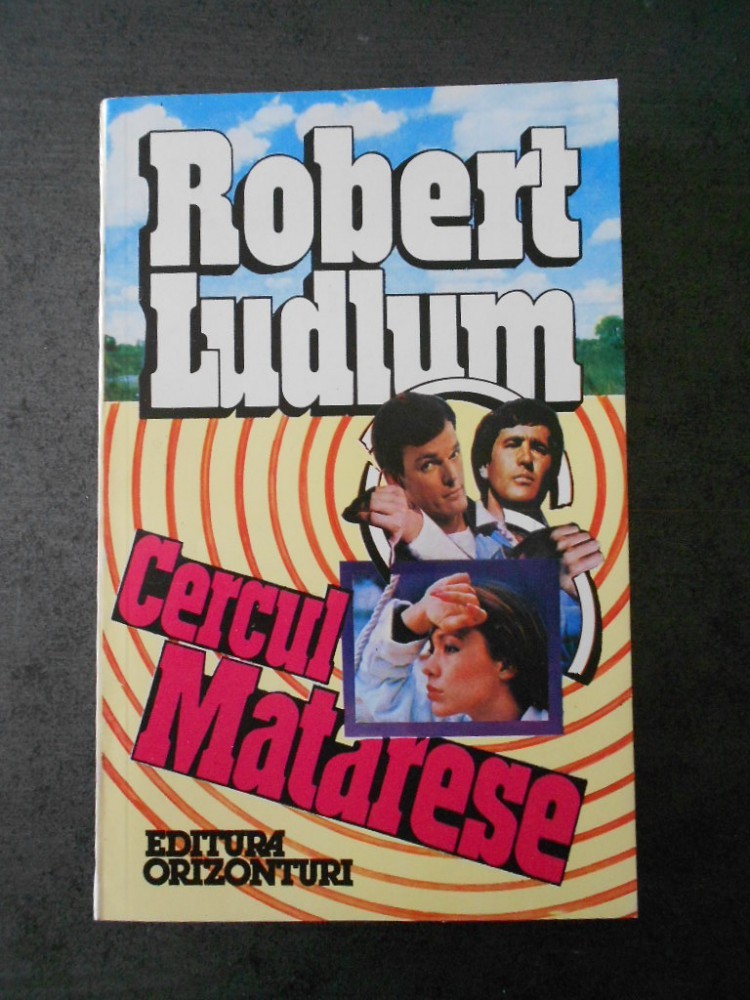 Robert
Ludlum
Cercul
Matarese
EDITURA
ORIZONTURI